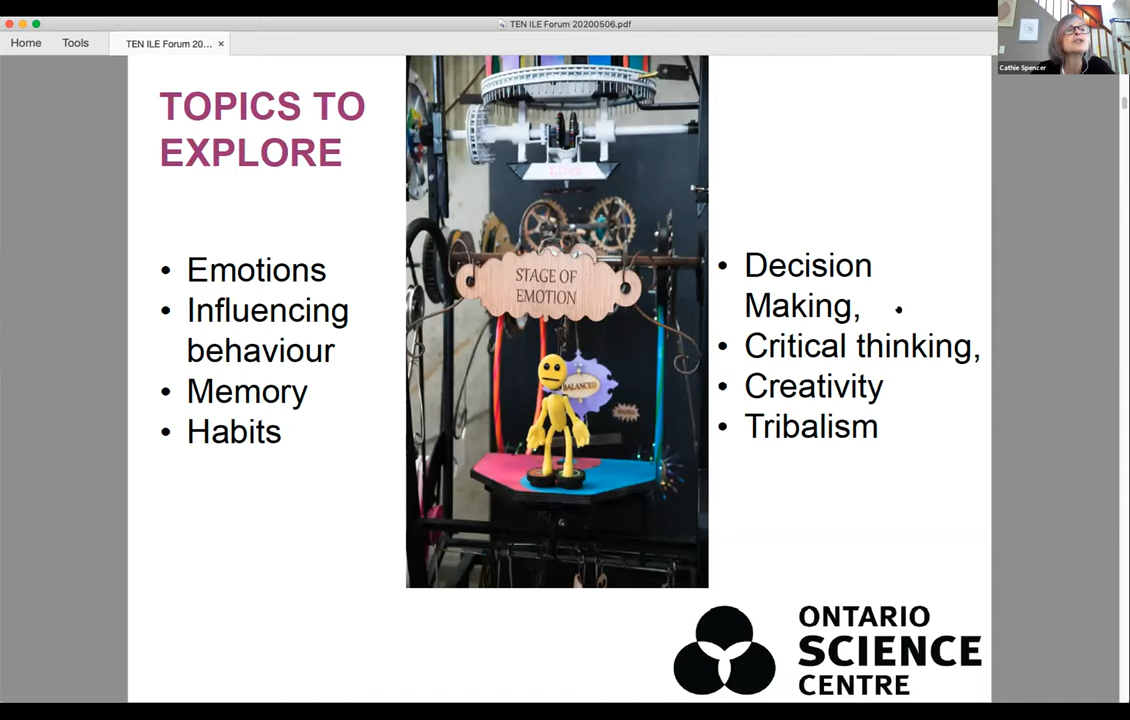 TEN ILE Forum 20200506.pdf
Home
Tools
TEN ILE Forum 20...
×
Cathie Spencer
TOPICS TO
EXPLORE
• Emotions
• Influencing
behaviour
• Memory
• Habits
STAGE OF
EMOTION
BALANCED
• Decision
Making,
• Critical thinking,
• Creativity
• Tribalism
ONTARIO
SCIENCE
CENTRE